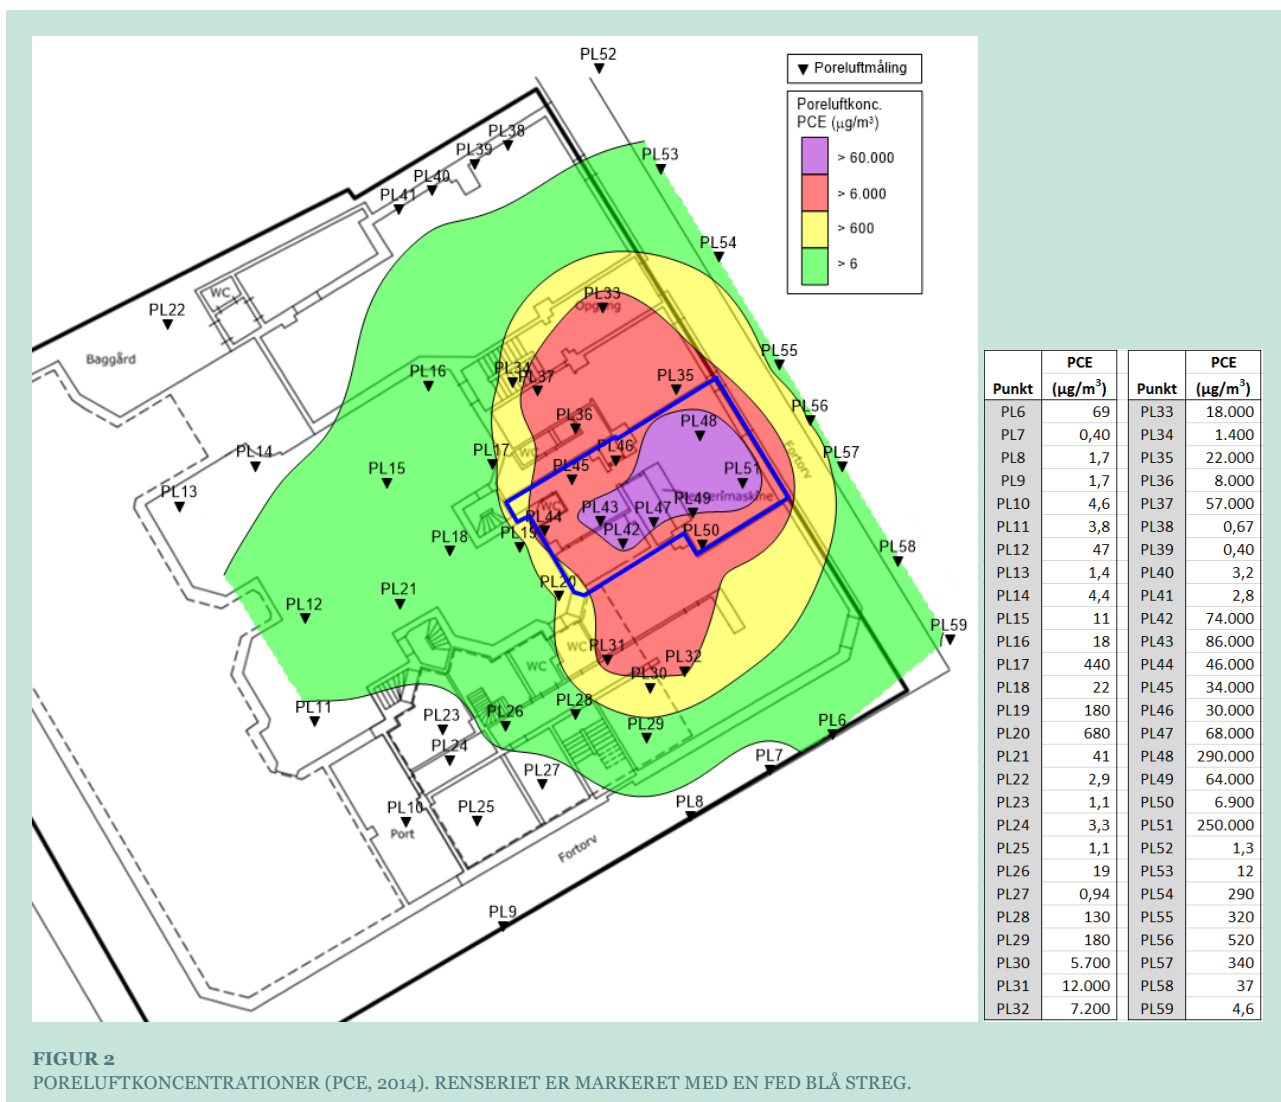 PL52
Poreluftmåling
Poreluftkonc.
PCE (µg/m³)
> 60.000
> 6.000
> 600
> 6
PL38
PL39
PL53
PL40
PL41
PL54
WC
PL33
Opgang
PL22
Baggård
PL55
PL34
PL37
PL16
PL35
PL56
PL36
PL48
PL17
WC
PL46
Fortorv
PL57
PL14
PL15
PL45
PL51
PL13
PL43
PL47
PL49
WC
PL44
PL42
PL50
PL18
PL19
PL58
PL20
PL21
PL12
PL59
WC
PL31
WC
PL32
PL30
PL11
PL28
PL26
PL23
PL29
PL6
PL24
PL7
PL27
PL10
PL25
PL8
Port
Fortorv
PL9
PCE PCE
Punkt (µg/m³) Punkt (µg/m³)
PL6 69 PL33 18.000
PL7 0,40 PL34 1.400
PL8 1,7 PL35 22.000
PL9 1,7 PL36 8.000
PL10 4,6 PL37 57.000
PL11 3,8 PL38 0,67
PL12 47 PL39 0,40
PL13 1,4 PL40 3,2
PL14 4,4 PL41 2,8
PL15 11 PL42 74.000
PL16 18 PL43 86.000
PL17 440 PL44 46.000
PL18 22 PL45 34.000
PL19 180 PL46 30.000
PL20 680 PL47 68.000
PL21 41 PL48 290.000
PL22 2,9 PL49 64.000
PL23 1,1 PL50 6.900
PL24 3,3 PL51 250.000
PL25 1,1 PL52 1,3
PL26 19 PL53 12
PL27 0,94 PL54 290
PL28 130 PL55 320
PL29 180 PL56 520
PL30 5.700 PL57 340
PL31 12.000 PL58 37
PL32 7.200 PL59 4,6
FIGUR 2
PORELUFTKONCENTRATIONER (PCE, 2014). RENSERIET ER MARKERET MED EN FED BLÅ STREG.